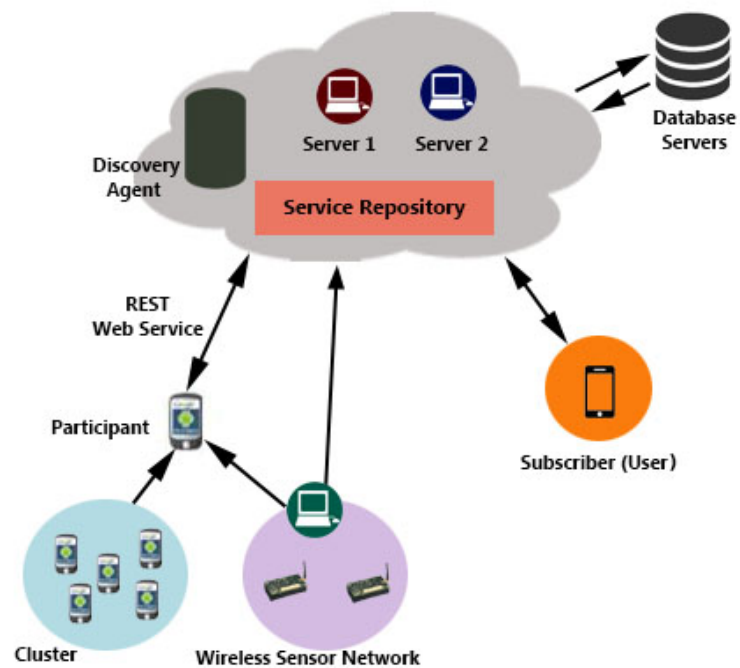 Server 1
Server 2
Database
Servers
Discovery
Agent
Service Repository
REST
Web Service
Participant
Subscriber (User)
Cluster
Wireless Sensor Network